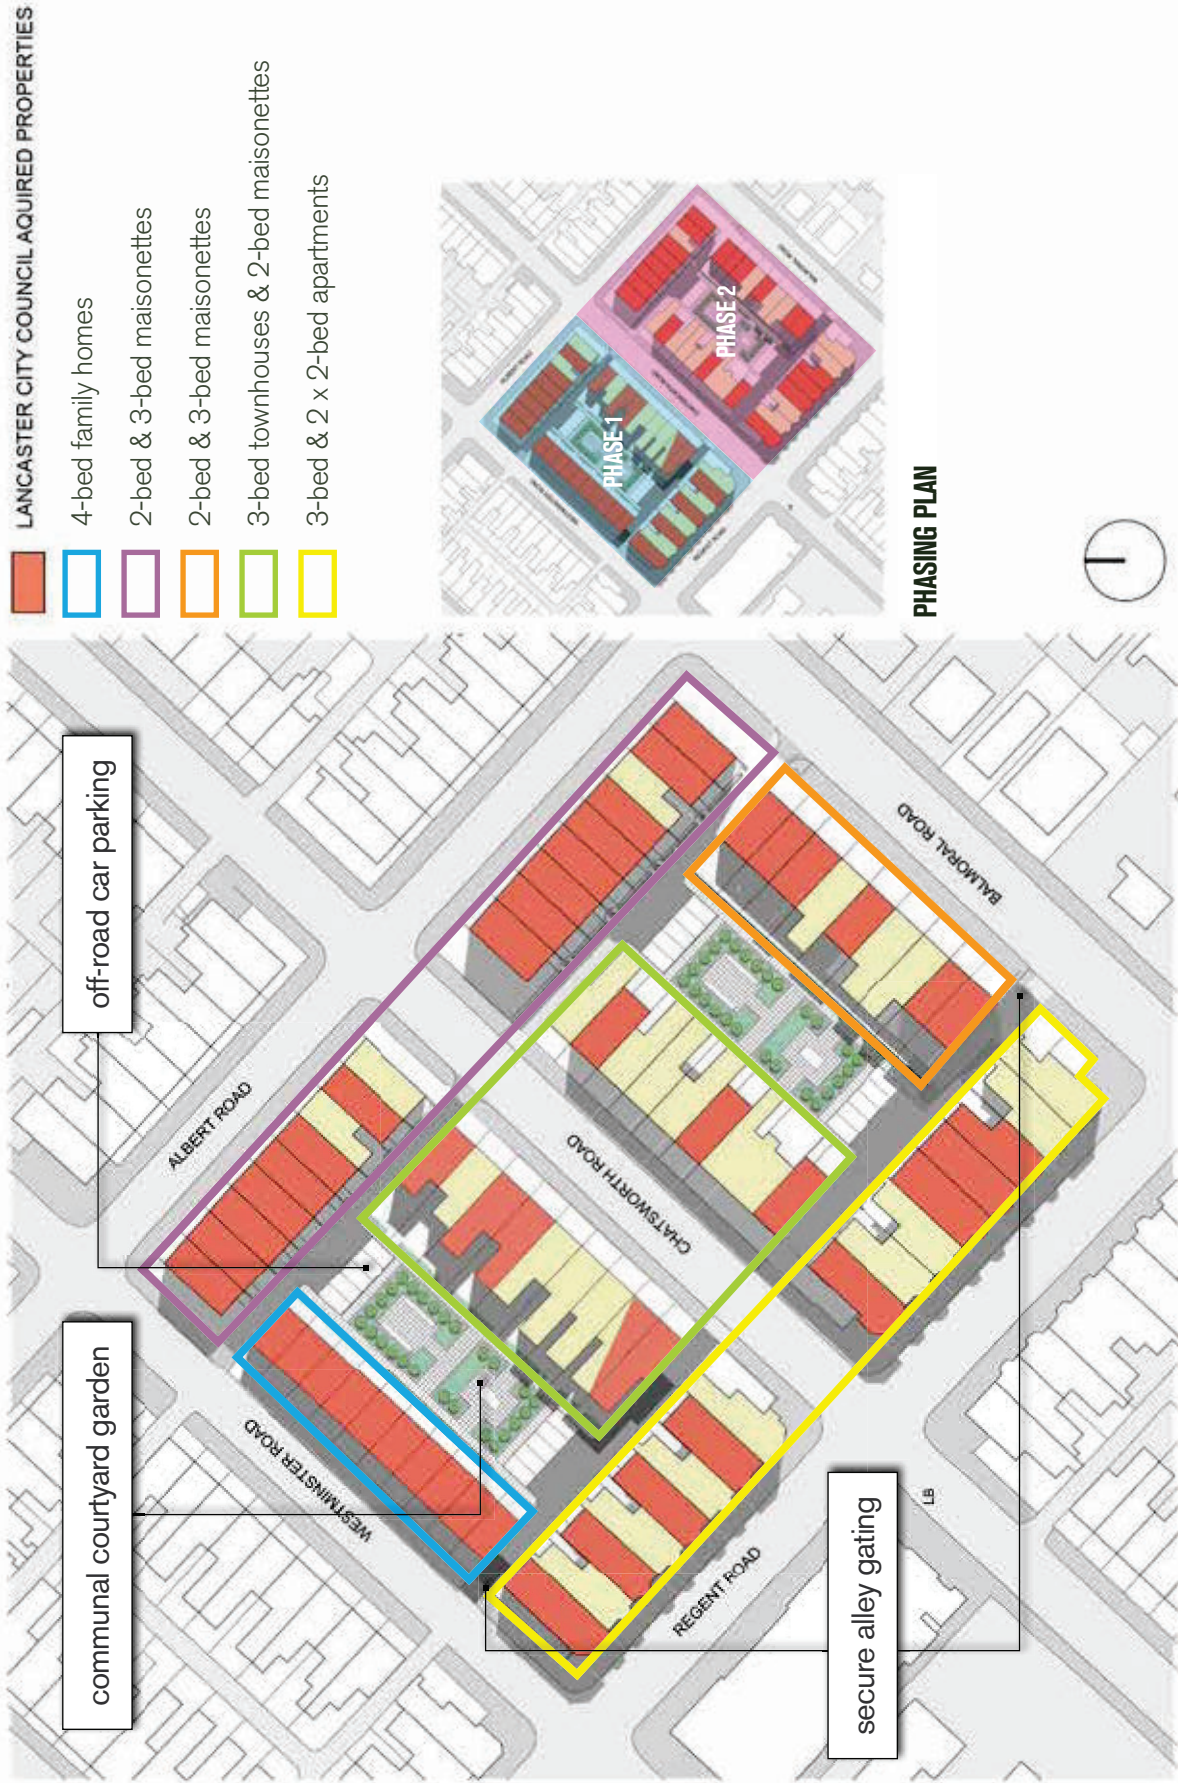 LANCASTER CITY COUNCIL AQUIRED PROPERTIES
4-bed family homes
2-bed & 3-bed maisonettes
2-bed & 3-bed maisonettes
3-bed townhouses & 2-bed maisonettes
3-bed & 2 x 2-bed apartments
PHASE 1
PHASE 2
PHASING PLAN
communal courtyard garden
off-road car parking
secure alley gating
ALBERT ROAD
WESTMINSTER ROAD
CHATSWORTH ROAD
BALMORAL ROAD
REGENT ROAD
LB